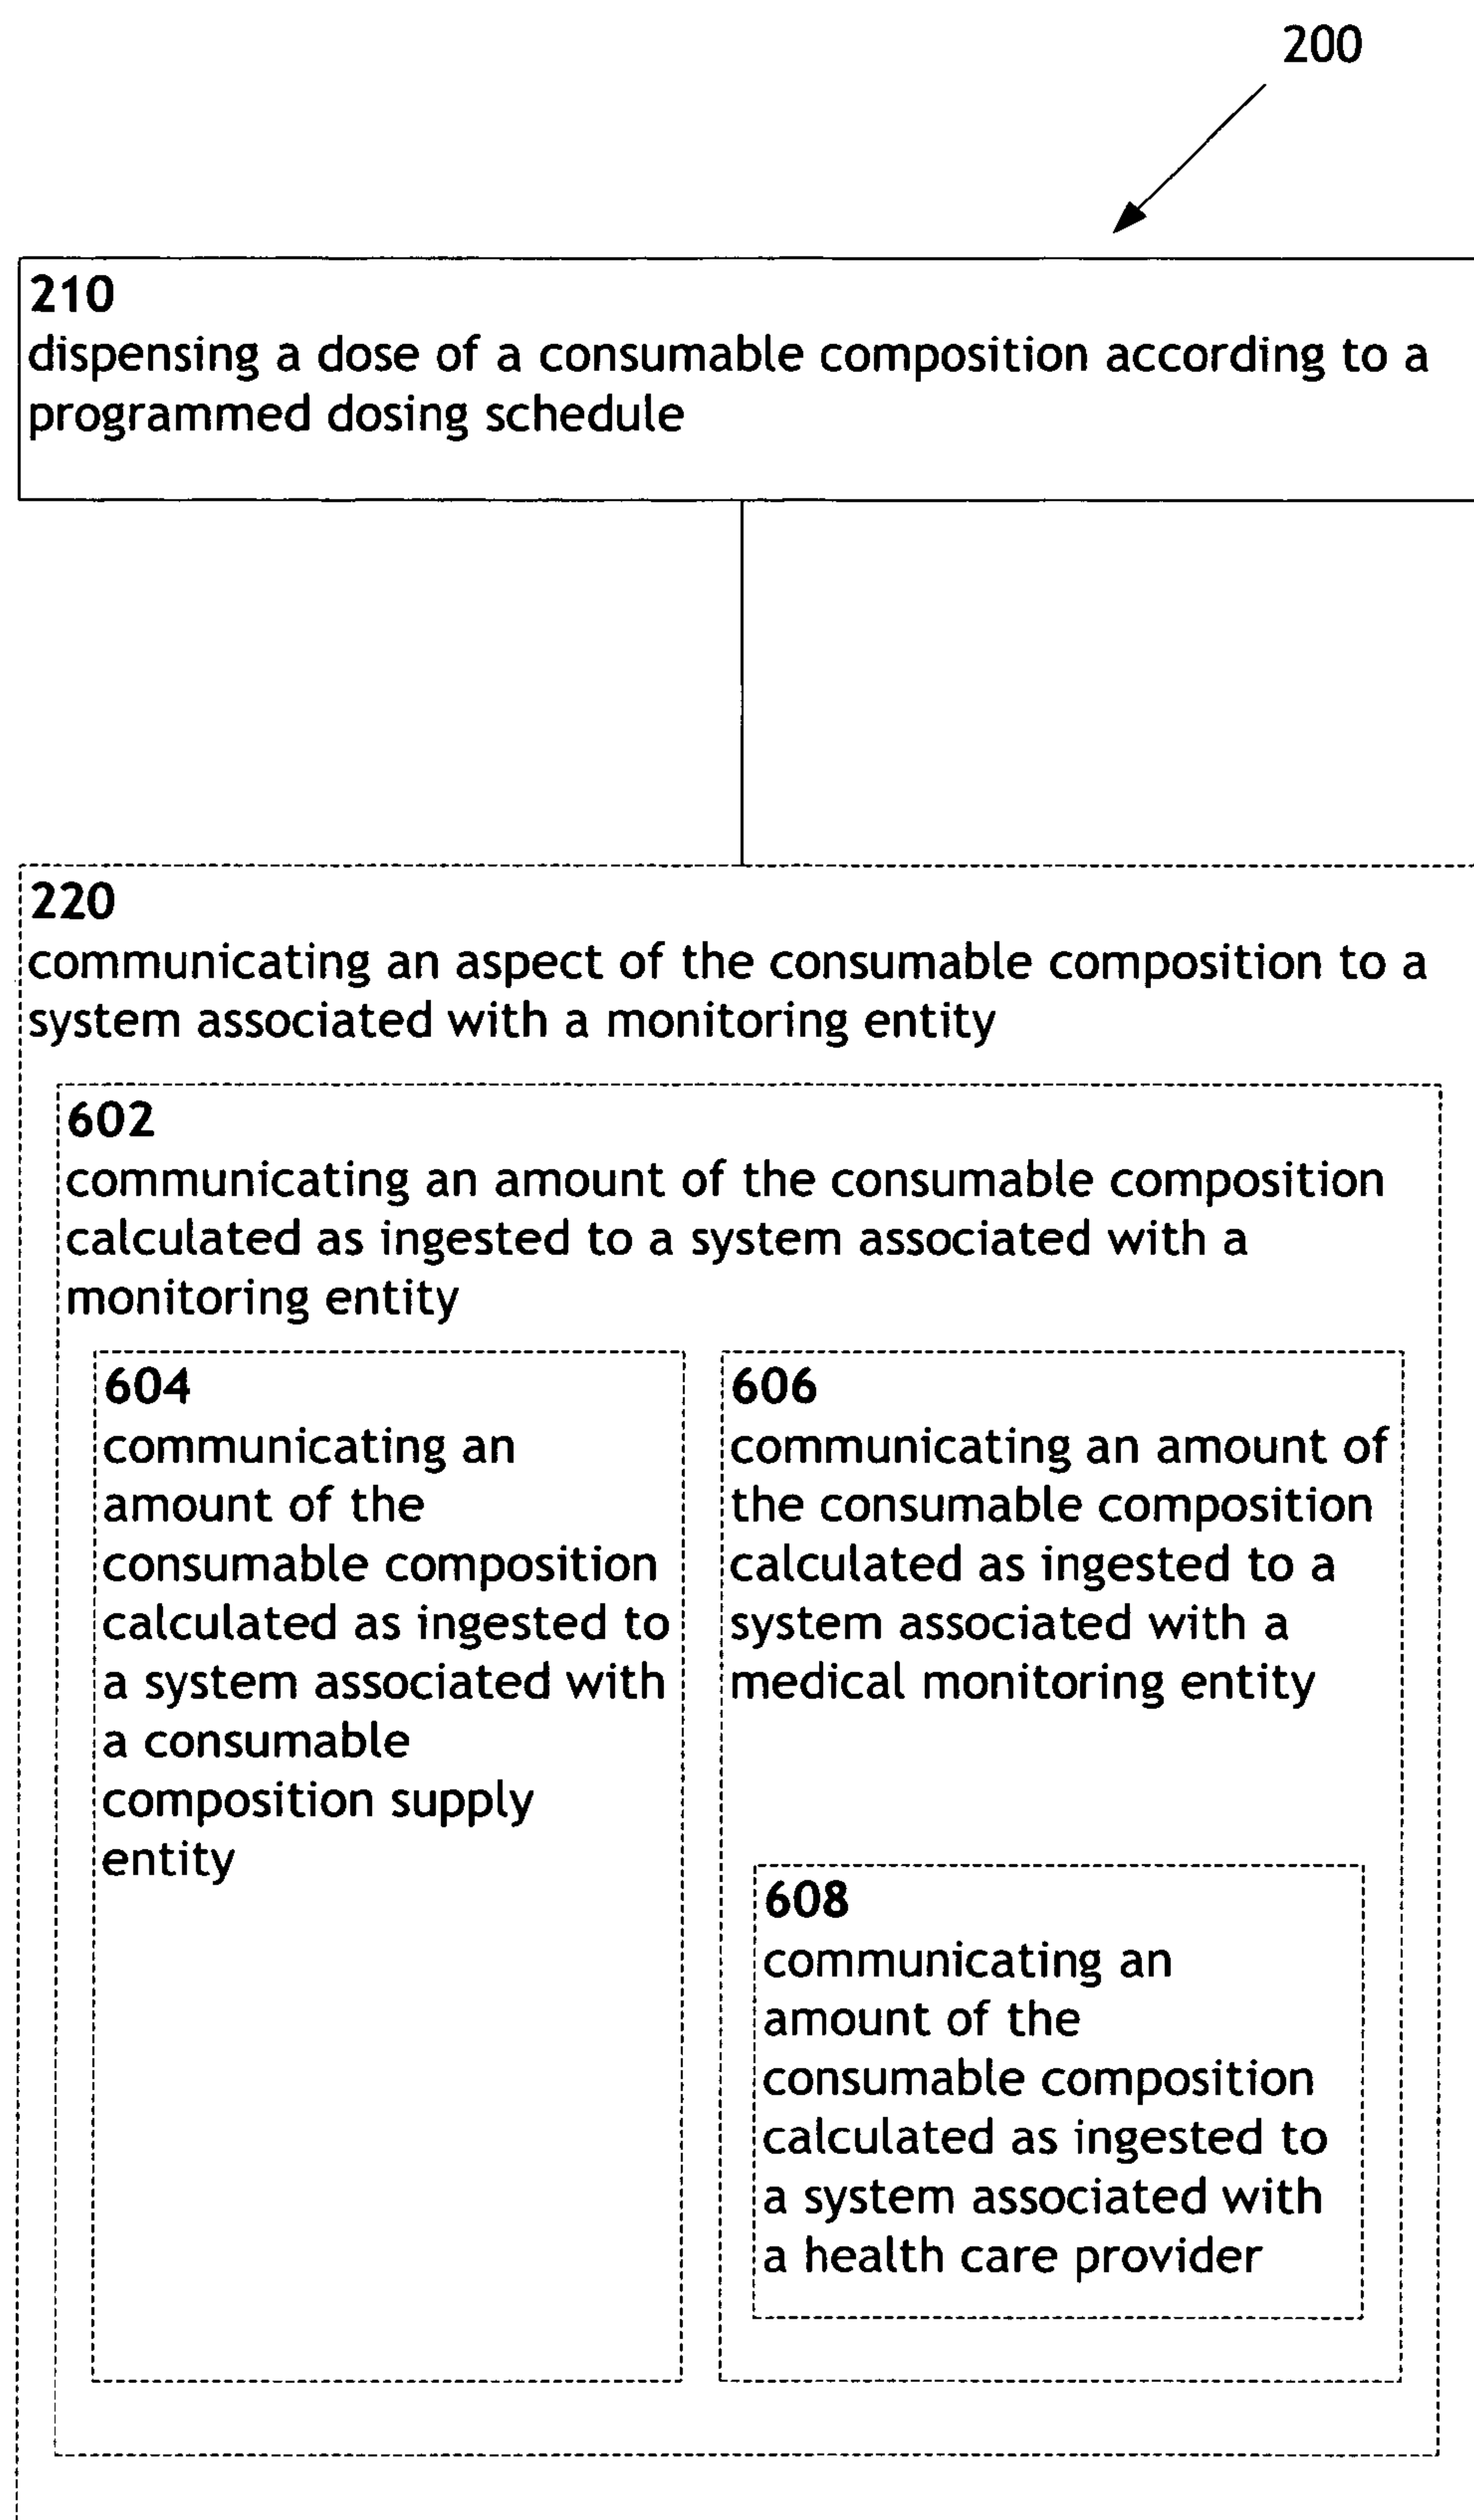 200
210
dispensing a dose of a consumable composition according to a
programmed dosing schedule
220
communicating an aspect of the consumable composition to a
system associated with a monitoring entity
602
communicating an amount of the consumable composition
calculated as ingested to a system associated with a
monitoring entity
604
communicating an
amount of the
consumable composition
calculated as ingested to
a system associated with
a consumable
composition supply
entity
606
communicating an amount of
the consumable composition
calculated as ingested to a
system associated with a
medical monitoring entity
608
communicating an
amount of the
consumable composition
calculated as ingested to
a system associated with
a health care provider